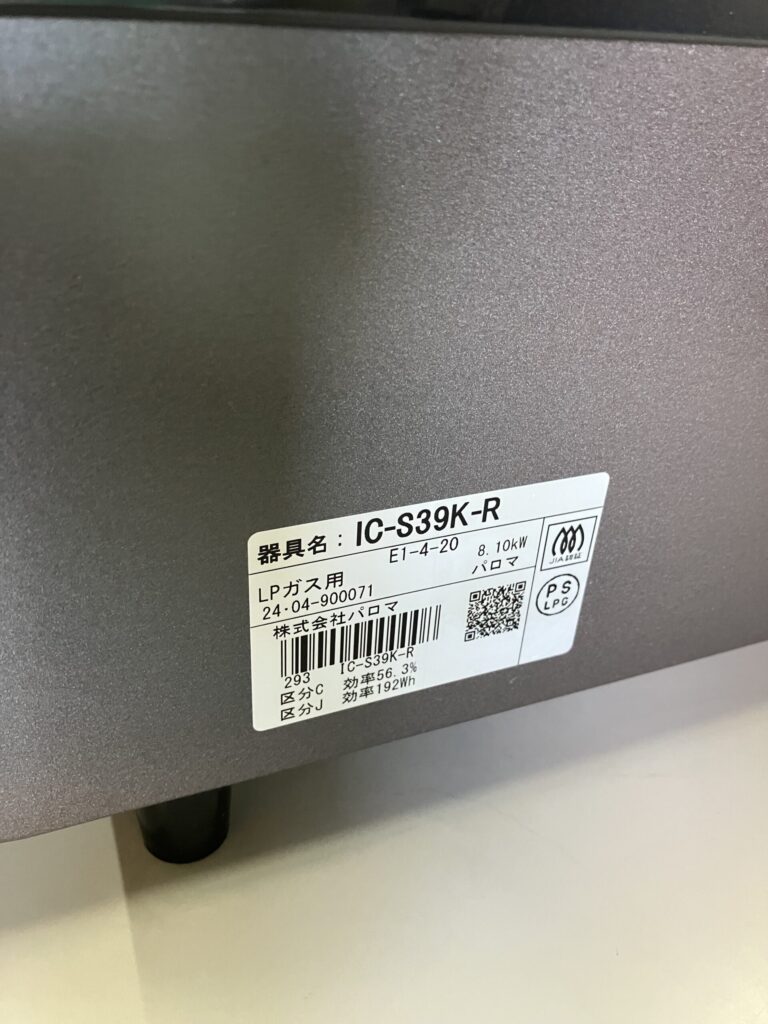 器具名：IC-S39K-R
E1-4-20 8.10kW
LPガス用 パロマ
24·04-900071
株式会社パロマ
293 IC-S39K-R
区分C 効率56.3%
区分J 効率192Wh
JIA認証
PS
LPG